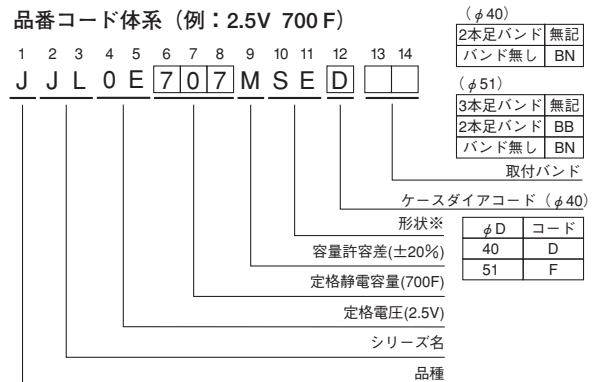 品番コード体系（例：2.5V 700 F）
1 2 3 4 5 6 7 8 9 10 11 12 13 14
J J L 0 E 7 0 7 M S E D
（φ40）
2本足バンド 無記
バンド無し BN
（φ51）
3本足バンド 無記
2本足バンド BB
バンド無し BN
取付バンド
ケースダイアコード（φ40）
φD コード
40 D
51 F
形状※
容量許容差(±20%)
定格静電容量(700F)
定格電圧(2.5V)
シリーズ名
品種